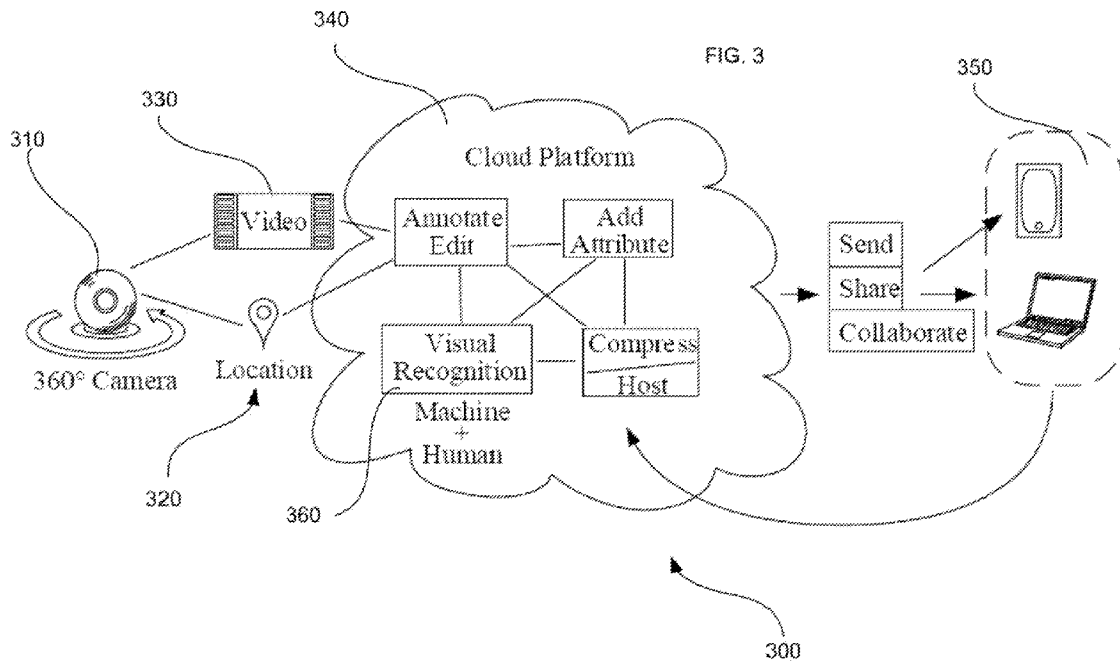 340
FIG. 3
350
330
310
Cloud Platform
Video
Annotate
Edit
Add
Attribute
Send
Share
Collaborate
360° Camera
Location
Visual
Recognition
Compress
Host
Machine
+
Human
320
360
300